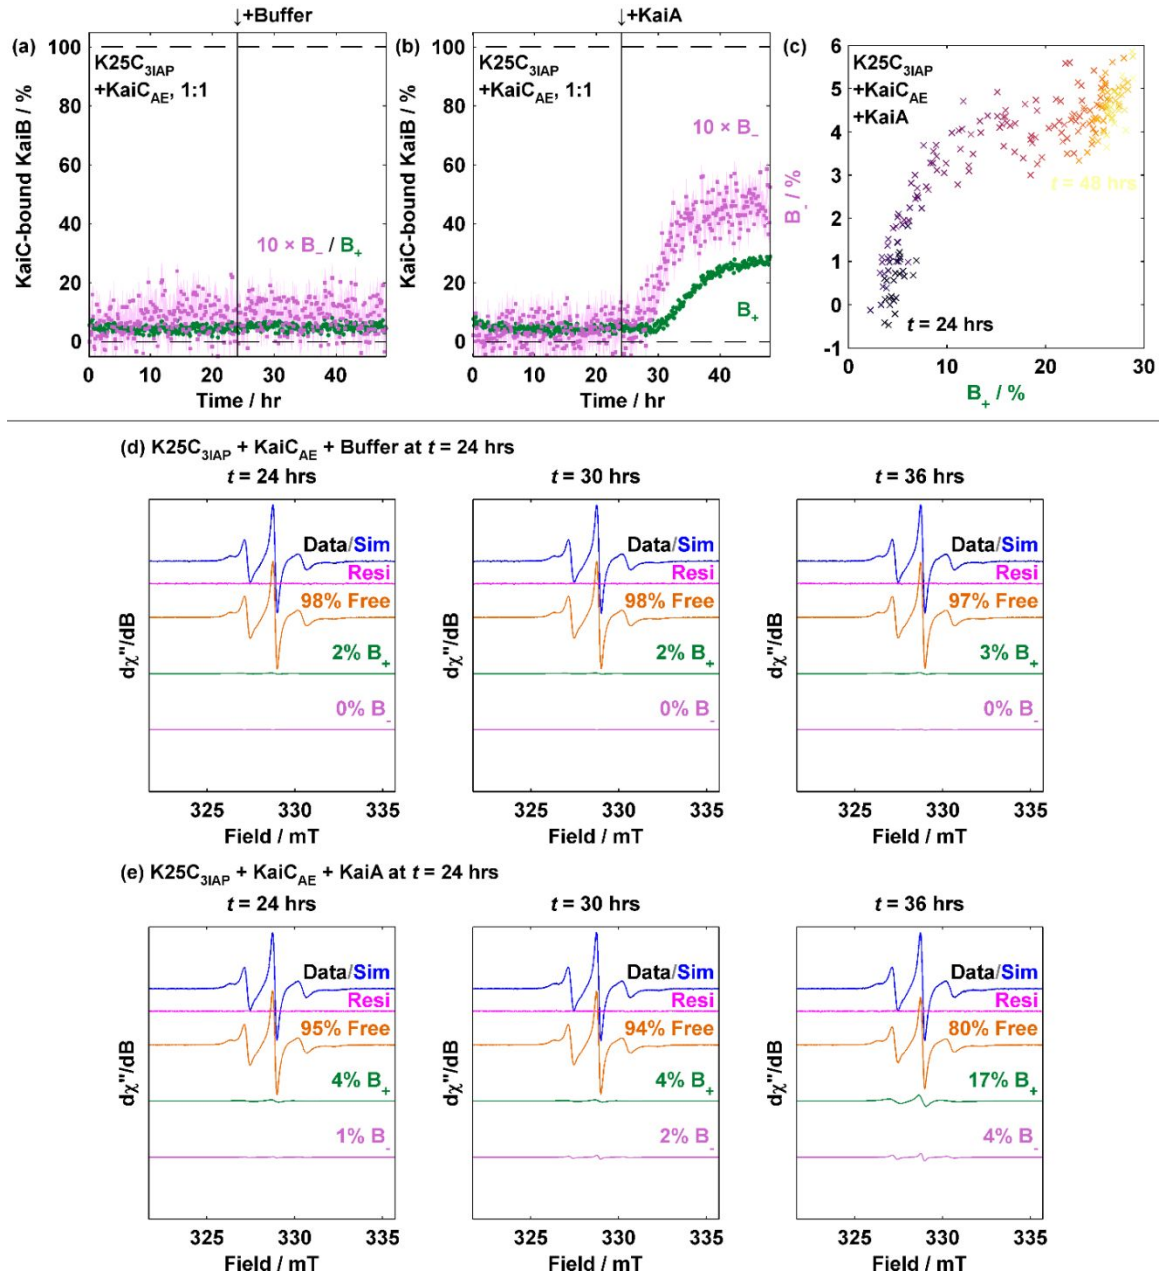 ↓+Buffer
↓+KaiA
(a)
KaiC-bound KaiB / %
100
80
60
40
20
0
K25C3IAP
+KaiCAE, 1:1
10 × B- / B+
0 10 20 30 40
Time / hr
(b)
KaiC-bound KaiB / %
100
80
60
40
20
0
K25C3IAP
+KaiCAE, 1:1
10 × B-
B+
0 10 20 30 40
Time / hr
(c)
B- / %
6
5
4
3
2
1
0
-1
K25C3IAP
+KaiCAE
+KaiA
t = 48 hrs
t = 24 hrs
0 10 20 30
B+ / %
(d) K25C3IAP + KaiCAE + Buffer at t = 24 hrs
t = 24 hrs
dχ''/dB
Data/Sim
Resi
98% Free
2% B+
0% B-
325 330 335
Field / mT
t = 30 hrs
dχ''/dB
Data/Sim
Resi
98% Free
2% B+
0% B-
325 330 335
Field / mT
t = 36 hrs
dχ''/dB
Data/Sim
Resi
97% Free
3% B+
0% B-
325 330 335
Field / mT
(e) K25C3IAP + KaiCAE + KaiA at t = 24 hrs
t = 24 hrs
dχ''/dB
Data/Sim
Resi
95% Free
4% B+
1% B-
325 330 335
Field / mT
t = 30 hrs
dχ''/dB
Data/Sim
Resi
94% Free
4% B+
2% B-
325 330 335
Field / mT
t = 36 hrs
dχ''/dB
Data/Sim
Resi
80% Free
17% B+
4% B-
325 330 335
Field / mT